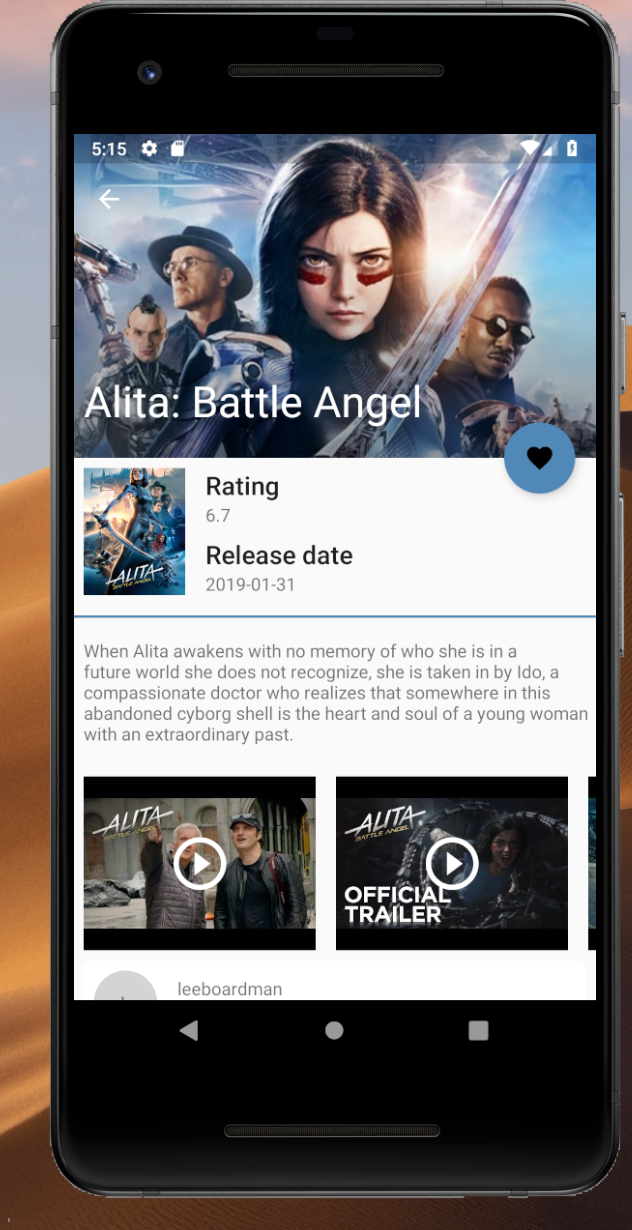 5:15
Alita: Battle Angel
ALITA
BATTLE ANGEL
Rating
6.7
Release date
2019-01-31
When Alita awakens with no memory of who she is in a
future world she does not recognize, she is taken in by Ido, a
compassionate doctor who realizes that somewhere in this
abandoned cyborg shell is the heart and soul of a young woman
with an extraordinary past.
ALITA
BATTLE ANGEL
ALITA
BATTLE ANGEL
OFFICIAL
TRAILER
leeboardman